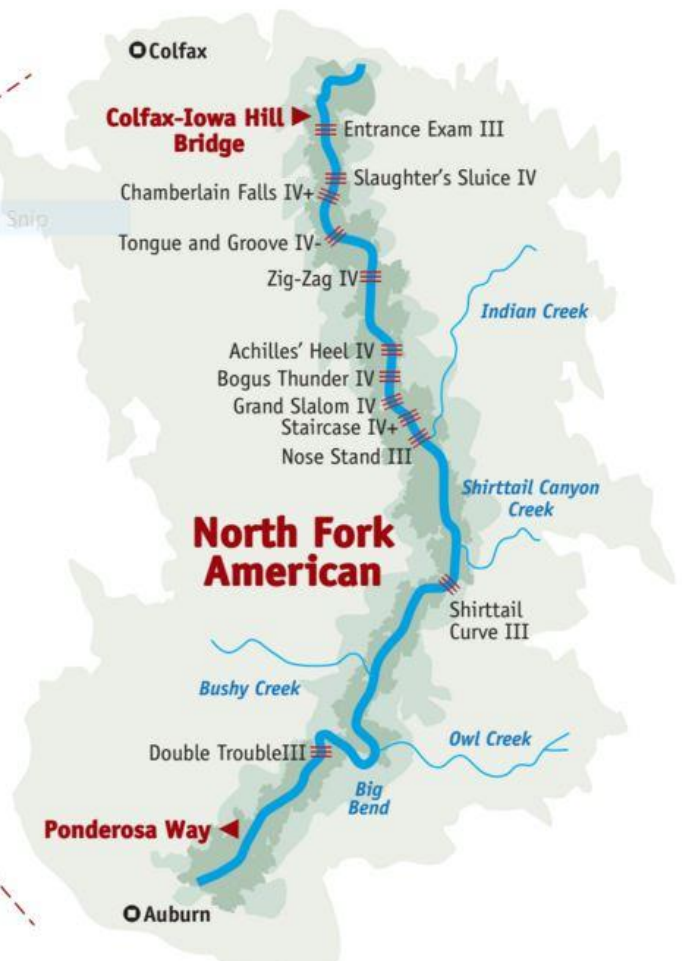 Colfax
Colfax-Iowa Hill
Bridge
Entrance Exam III
Slaughter's Sluice IV
Chamberlain Falls IV+
Snip
Tongue and Groove IV-
Zig-Zag IV
Indian Creek
Achilles' Heel IV
Bogus Thunder IV
Grand Slalom IV
Staircase IV+
Nose Stand III
Shirttail Canyon
Creek
North Fork
American
Shirttail
Curve III
Bushy Creek
Owl Creek
Double TroubleIII
Big
Bend
Ponderosa Way
Auburn